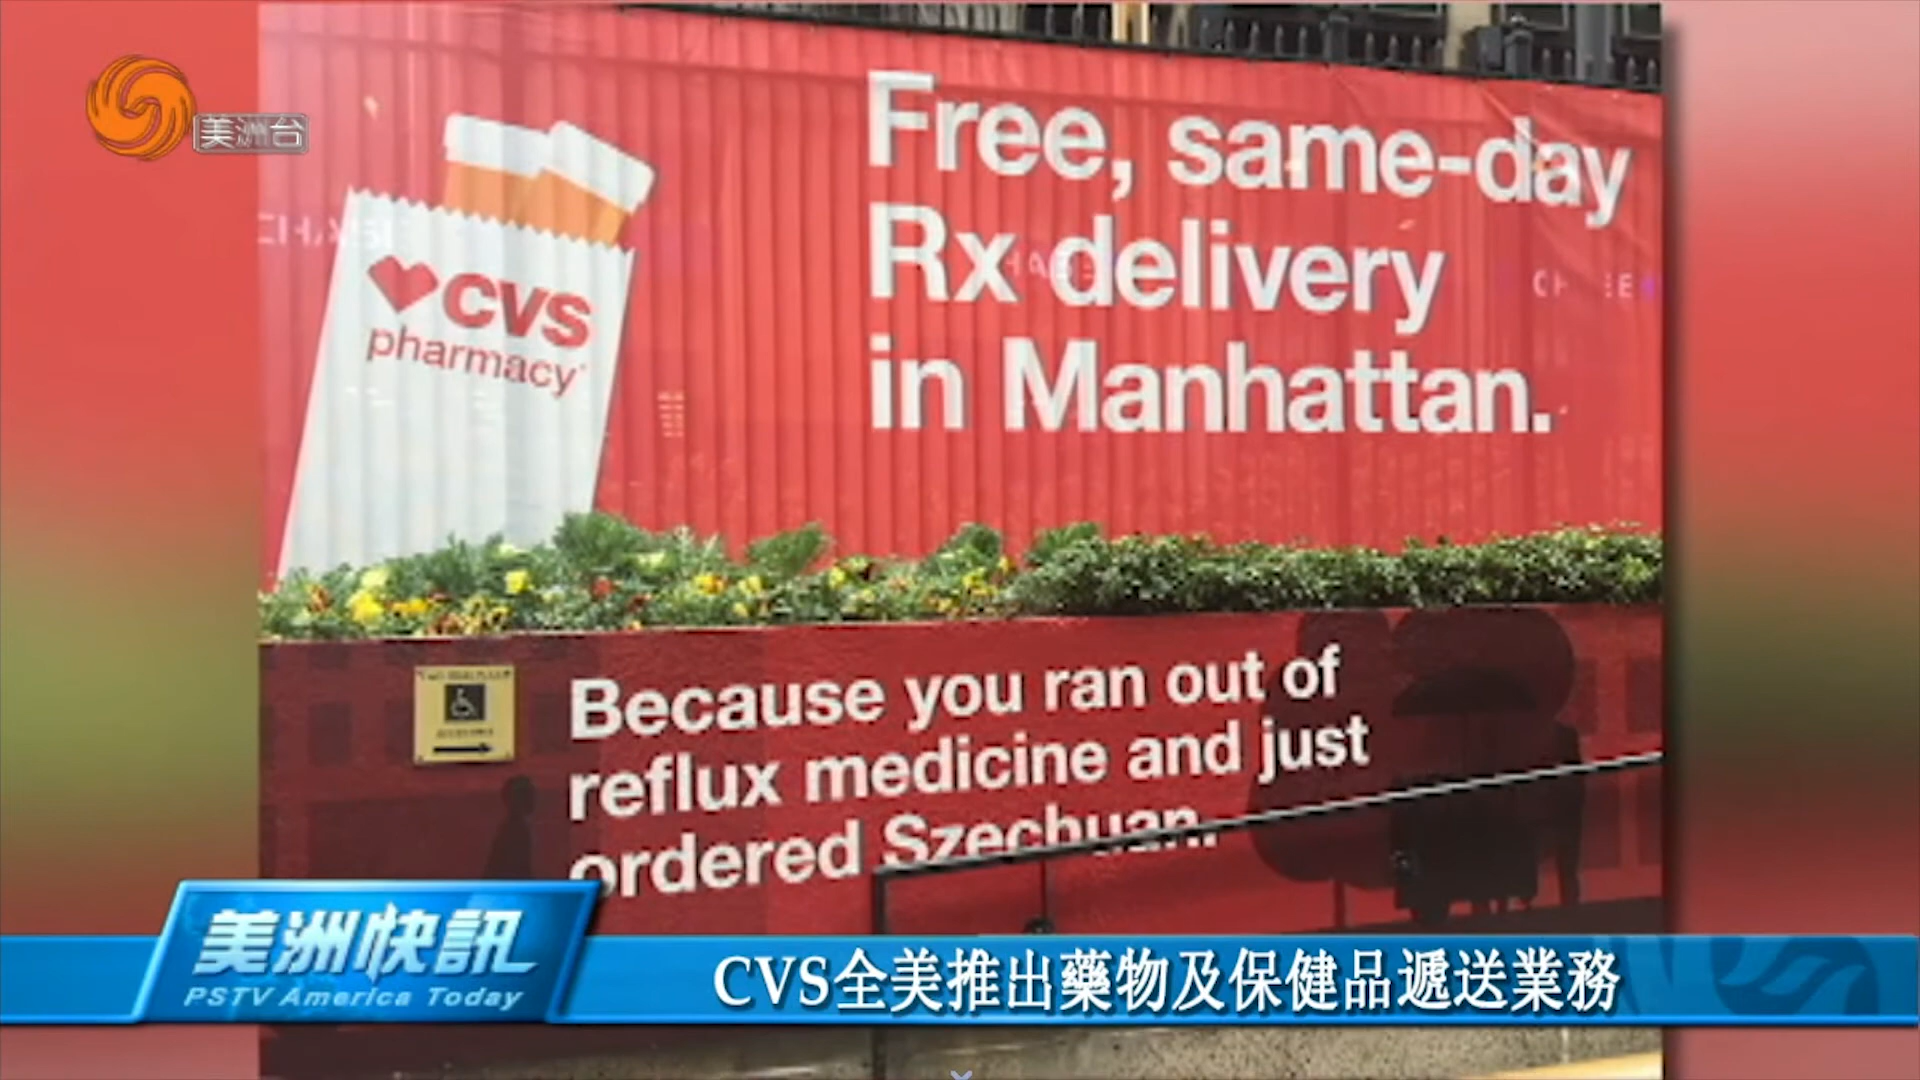 美洲台
Free, same-day
Rx delivery
in Manhattan.
CVS
pharmacy
Because you ran out of
reflux medicine and just
ordered Szechuan.
美洲快訊
PSTV America Today
CVS全美推出藥物及保健品遞送業務